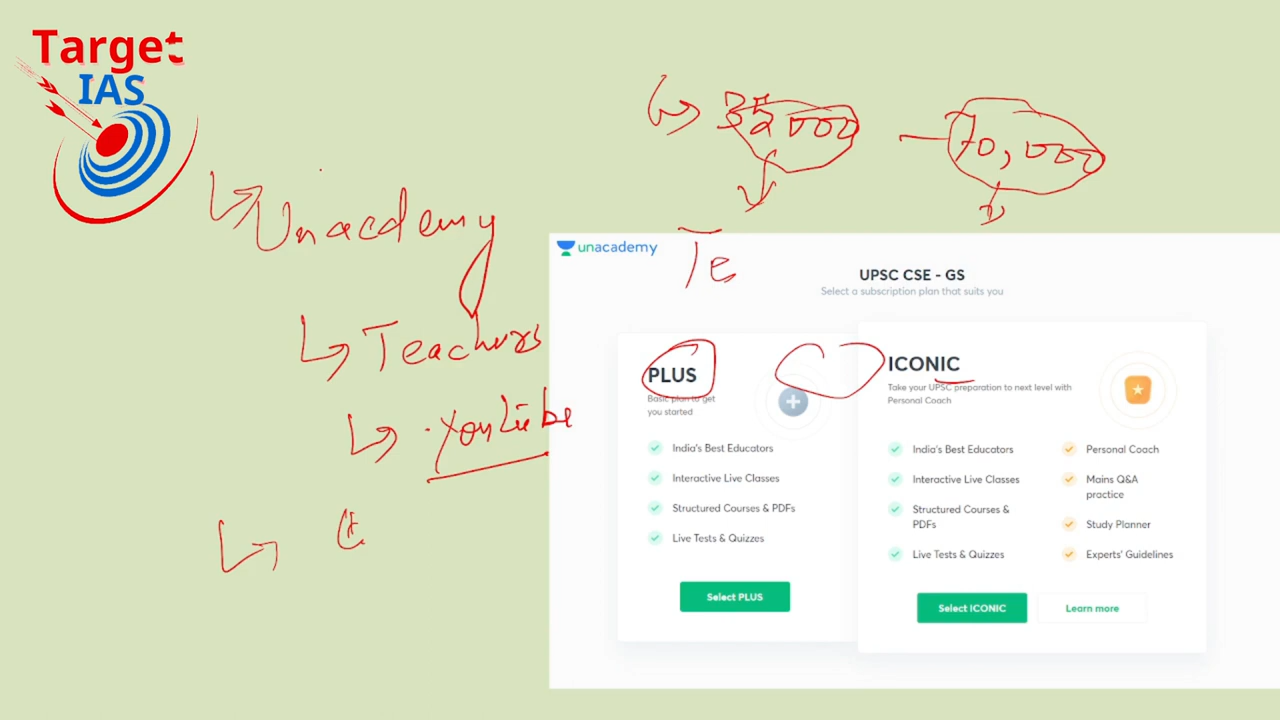 Target
IAS
35,000 - 70,000
Unacdemy
Te
Teachers
YouTube
unacademy
UPSC CSE - GS
Select a subscription plan that suits you
PLUS
Basic plan to get
you started
India's Best Educators
Interactive Live Classes
Structured Courses & PDFs
Live Tests & Quizzes
Select PLUS
ICONIC
Take your UPSC preparation to next level with
Personal Coach
India's Best Educators
Interactive Live Classes
Structured Courses &
PDFs
Live Tests & Quizzes
Personal Coach
Mains Q&A
practice
Study Planner
Experts' Guidelines
Select ICONIC
Learn more